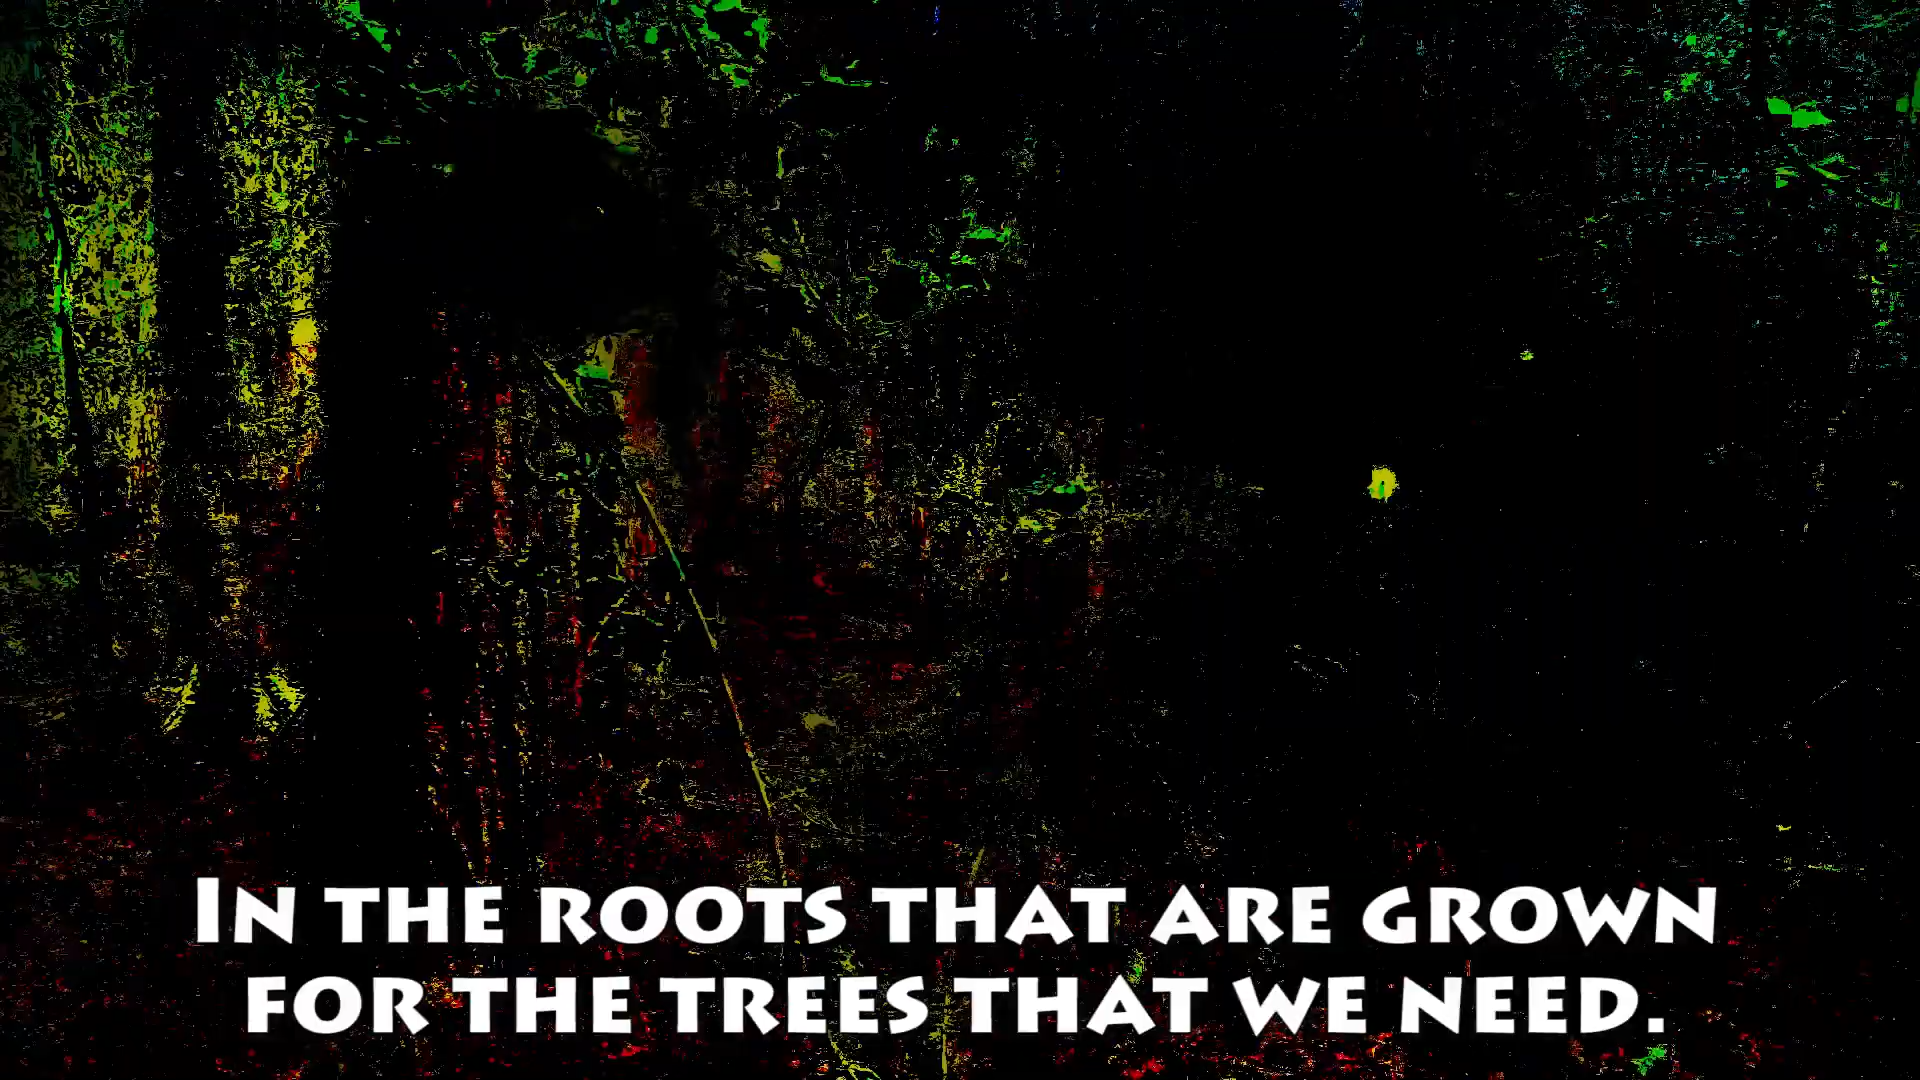 In the roots that are grown
for the trees that we need.